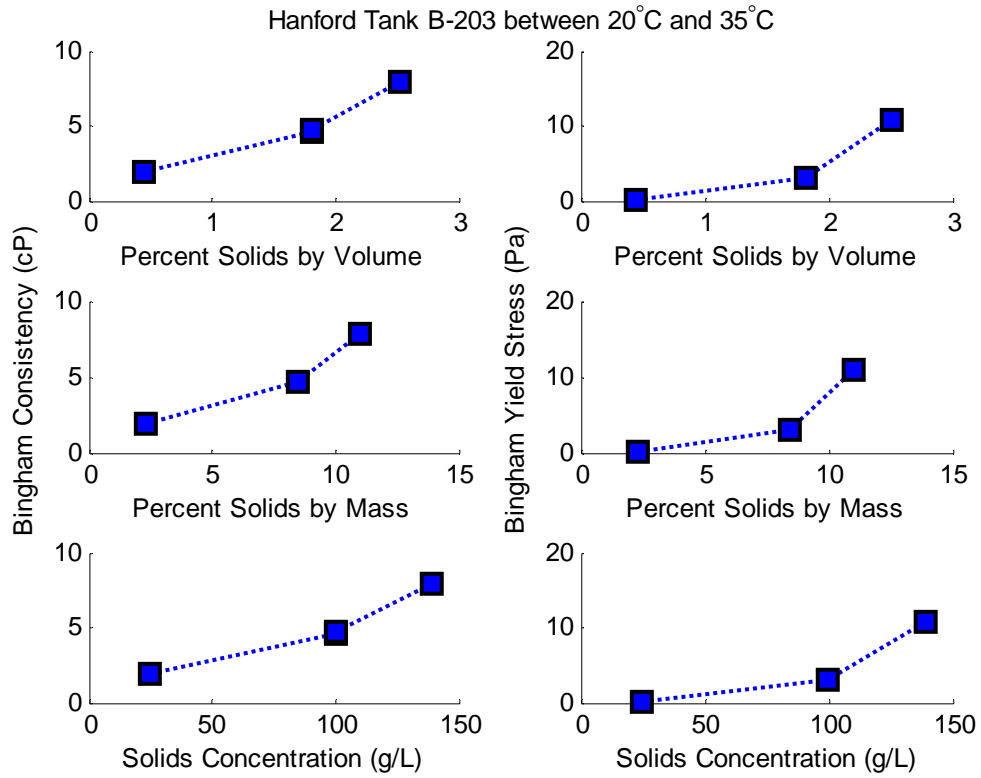 Hanford Tank B-203 between 20°C and 35°C
10
5
0
0 1 2 3
Percent Solids by Volume
20
10
0
0 1 2 3
Percent Solids by Volume
Bingham Consistency (cP)
10
5
0
0 5 10 15
Percent Solids by Mass
Bingham Yield Stress (Pa)
20
10
0
0 5 10 15
Percent Solids by Mass
10
5
0
0 50 100 150
Solids Concentration (g/L)
20
10
0
0 50 100 150
Solids Concentration (g/L)